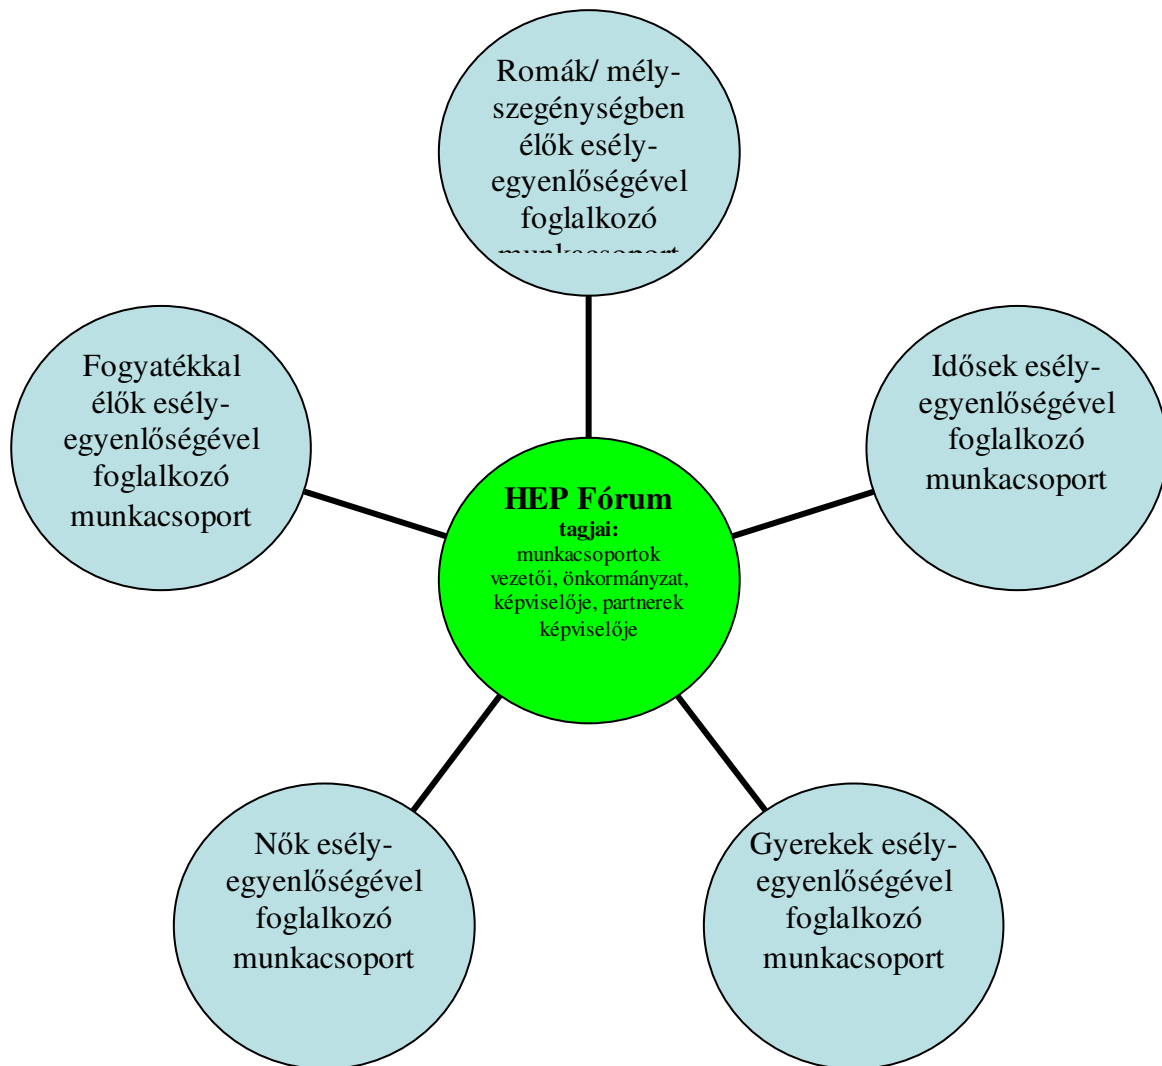 Romák/ mély-
szegénységben
élők esély-
egyenlőségével
foglalkozó
munkacsoport
Fogyatékkal
élők esély-
egyenlőségével
foglalkozó
munkacsoport
Idősek esély-
egyenlőségével
foglalkozó
munkacsoport
HEP Fórum
tagjai:
munkacsoportok
vezetői, önkormányzat,
képviselője, partnerek
képviselője
Nők esély-
egyenlőségével
foglalkozó
munkacsoport
Gyerekek esély-
egyenlőségével
foglalkozó
munkacsoport